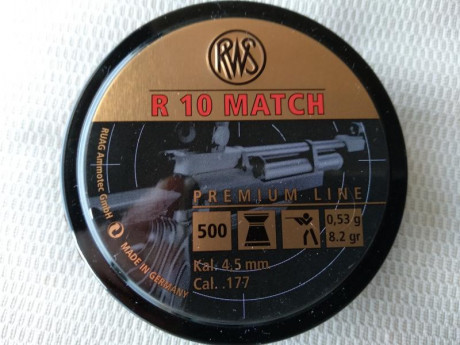 RWS
R 10 MATCH
PREMIUM LINE
500
0,53 g
8.2 gr
Kal. 4,5 mm
Cal. .177
RUAG Ammotec GmbH
MADE IN GERMANY